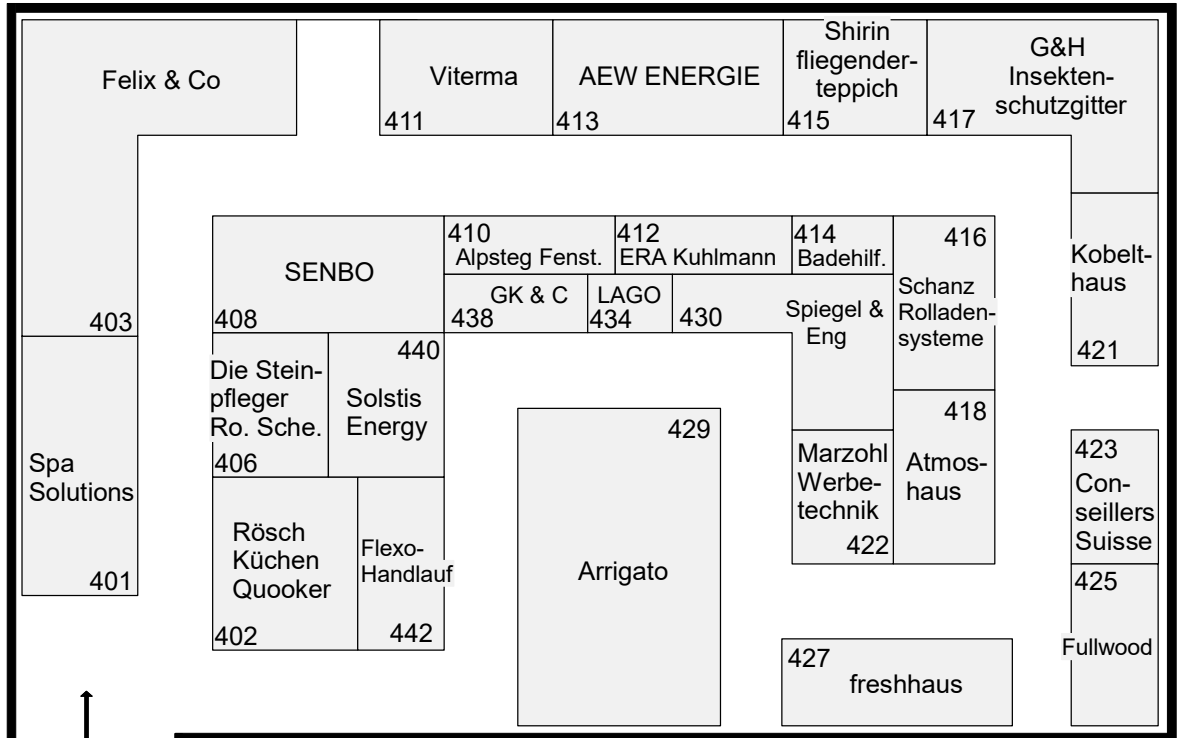 Felix & Co
403
Viterma
411
AEW ENERGIE
413
Shirin
fliegender-
teppich
415
G&H
Insekten-
schutzgitter
417
SENBO
408
410
Alpsteg Fenst.
412
ERA Kuhlmann
414
Badehilf.
416
Schanz
Rolladen-
systeme
Kobelt-
haus
421
GK & C
438
LAGO
434
430
Spiegel &
Eng
Die Stein-
pfleger
Ro. Sche.
406
440
Solstis
Energy
429
Arrigato
418
Atmos-
haus
Marzohl
Werbe-
technik
422
423
Con-
seillers
Suisse
Spa
Solutions
401
Rösch
Küchen
Quooker
402
Flexo-
Handlauf
442
425
Fullwood
427
freshhaus